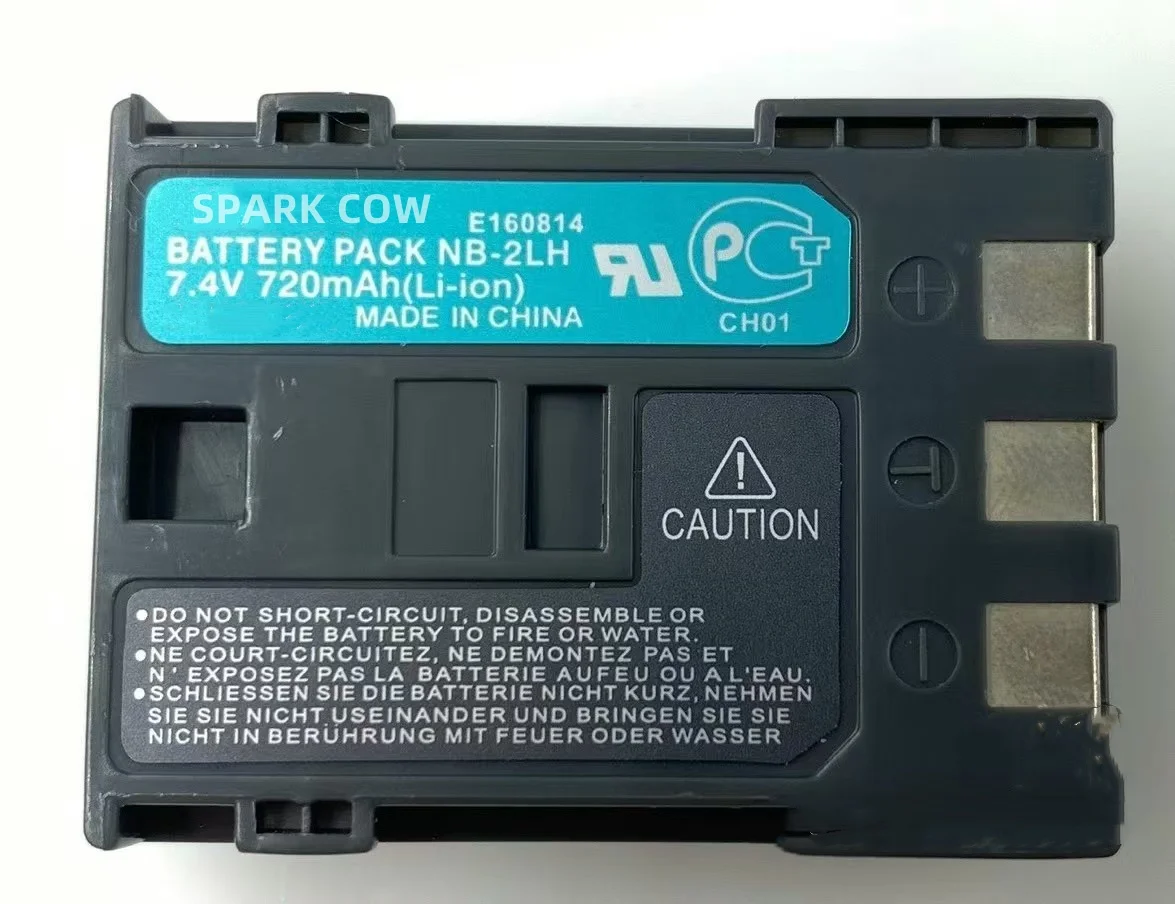 SPARK COW
E160814
BATTERY PACK NB-2LH
7.4V 720mAh(Li-ion)
MADE IN CHINA
RU
PCT
CH01
+
T
-
!
CAUTION
•DO NOT SHORT-CIRCUIT, DISASSEMBLE OR
EXPOSE THE BATTERY TO FIRE OR WATER.
•NE COURT-CIRCUITEZ, NE DEMONTEZ PAS ET
N' EXPOSEZ PAS LA BATTERIE AUFEU OU A L'EAU.
•SCHLIESSEN SIE DIE BATTERIE NICHT KURZ, NEHMEN
SIE SIE NICHT USEINANDER UND BRINGEN SIE SIE
NICHT IN BERÜHRUNG MIT FEUER ODER WASSER